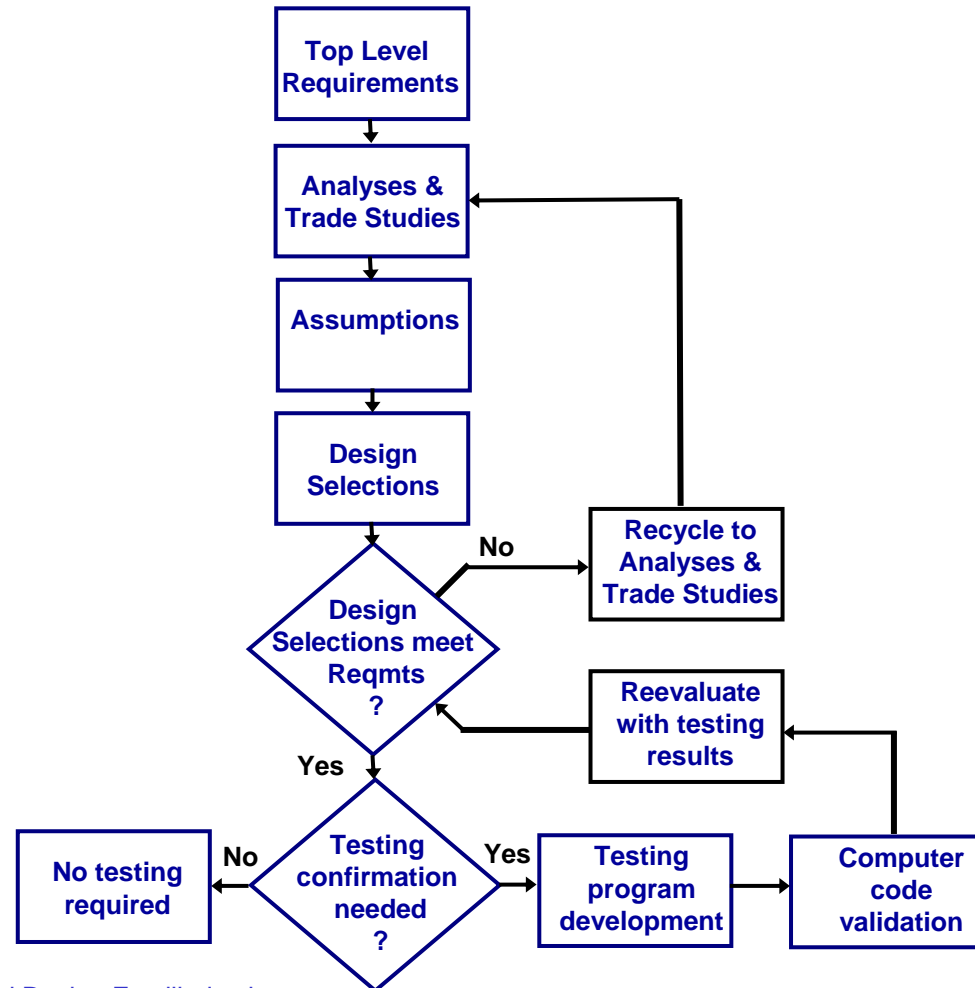 Top Level
Requirements
Analyses &
Trade Studies
Assumptions
Design
Selections
No
Recycle to
Analyses &
Trade Studies
Design
Selections meet
Reqmts
?
Reevaluate
with testing
results
Yes
No testing
required
No
Testing
confirmation
needed
?
Yes
Testing
program
development
Computer
code
validation